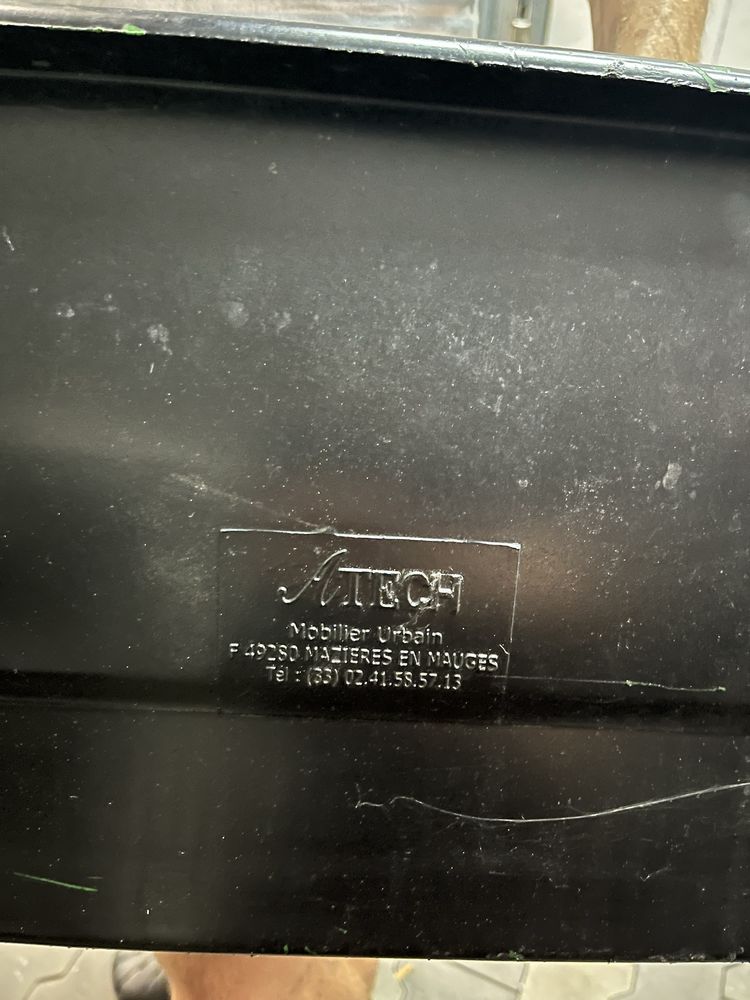 ATECH
Mobilier Urbain
F 49280 MAZIERES EN MAUGES
Tél : (33) 02.41.58.57.13